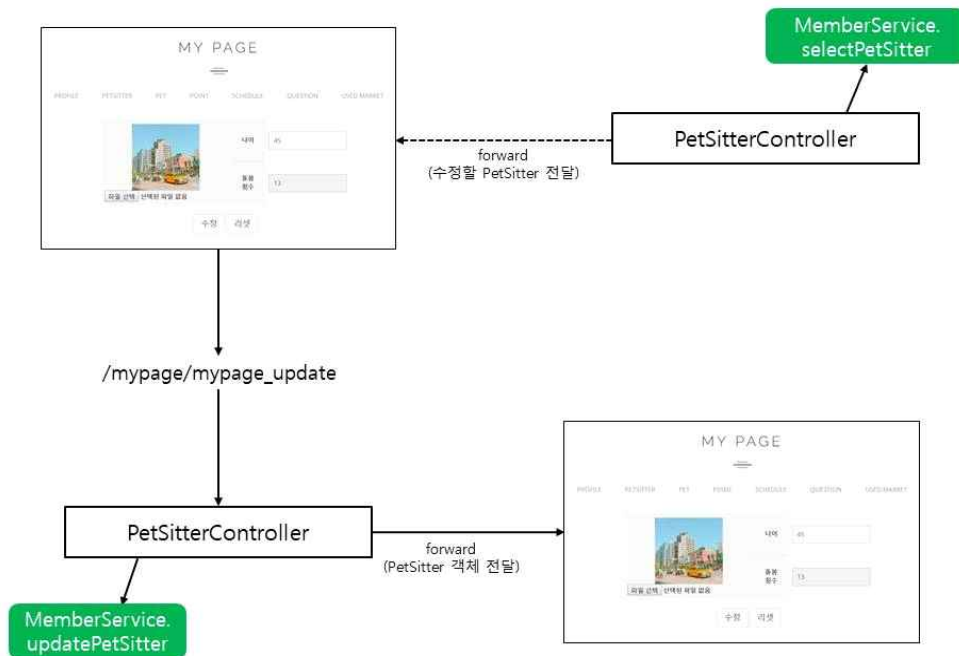 MemberService.
selectPetSitter
PetSitterController
forward
(수정할 PetSitter 전달)
MY PAGE
PROFILE PETSITTER PET POINT SCHEDULE QUESTION USED MARKET
나이 45
돌봄
횟수 13
파일 선택 선택된 파일 없음
수정 리셋
/mypage/mypage_update
PetSitterController
MemberService.
updatePetSitter
forward
(PetSitter 객체 전달)
MY PAGE
PROFILE PETSITTER PET POINT SCHEDULE QUESTION USED MARKET
나이 45
돌봄
횟수 13
파일 선택 선택된 파일 없음
수정 리셋